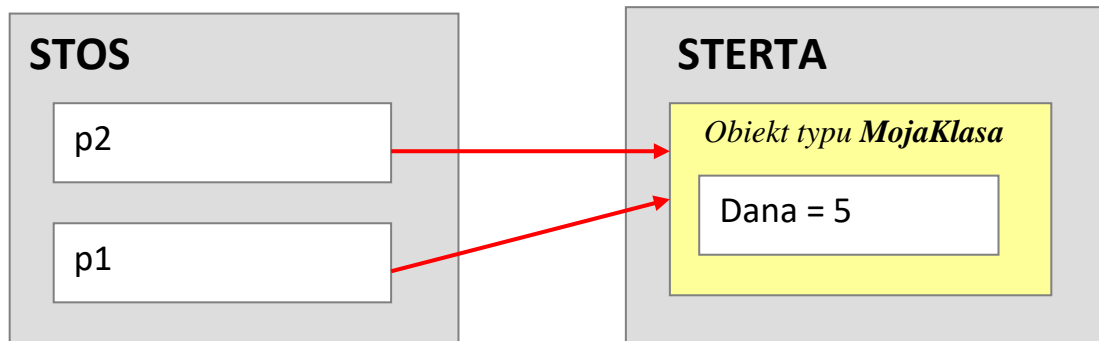 STOS
p2
p1
STERTA
Obiekt typu MojaKlasa
Dana = 5